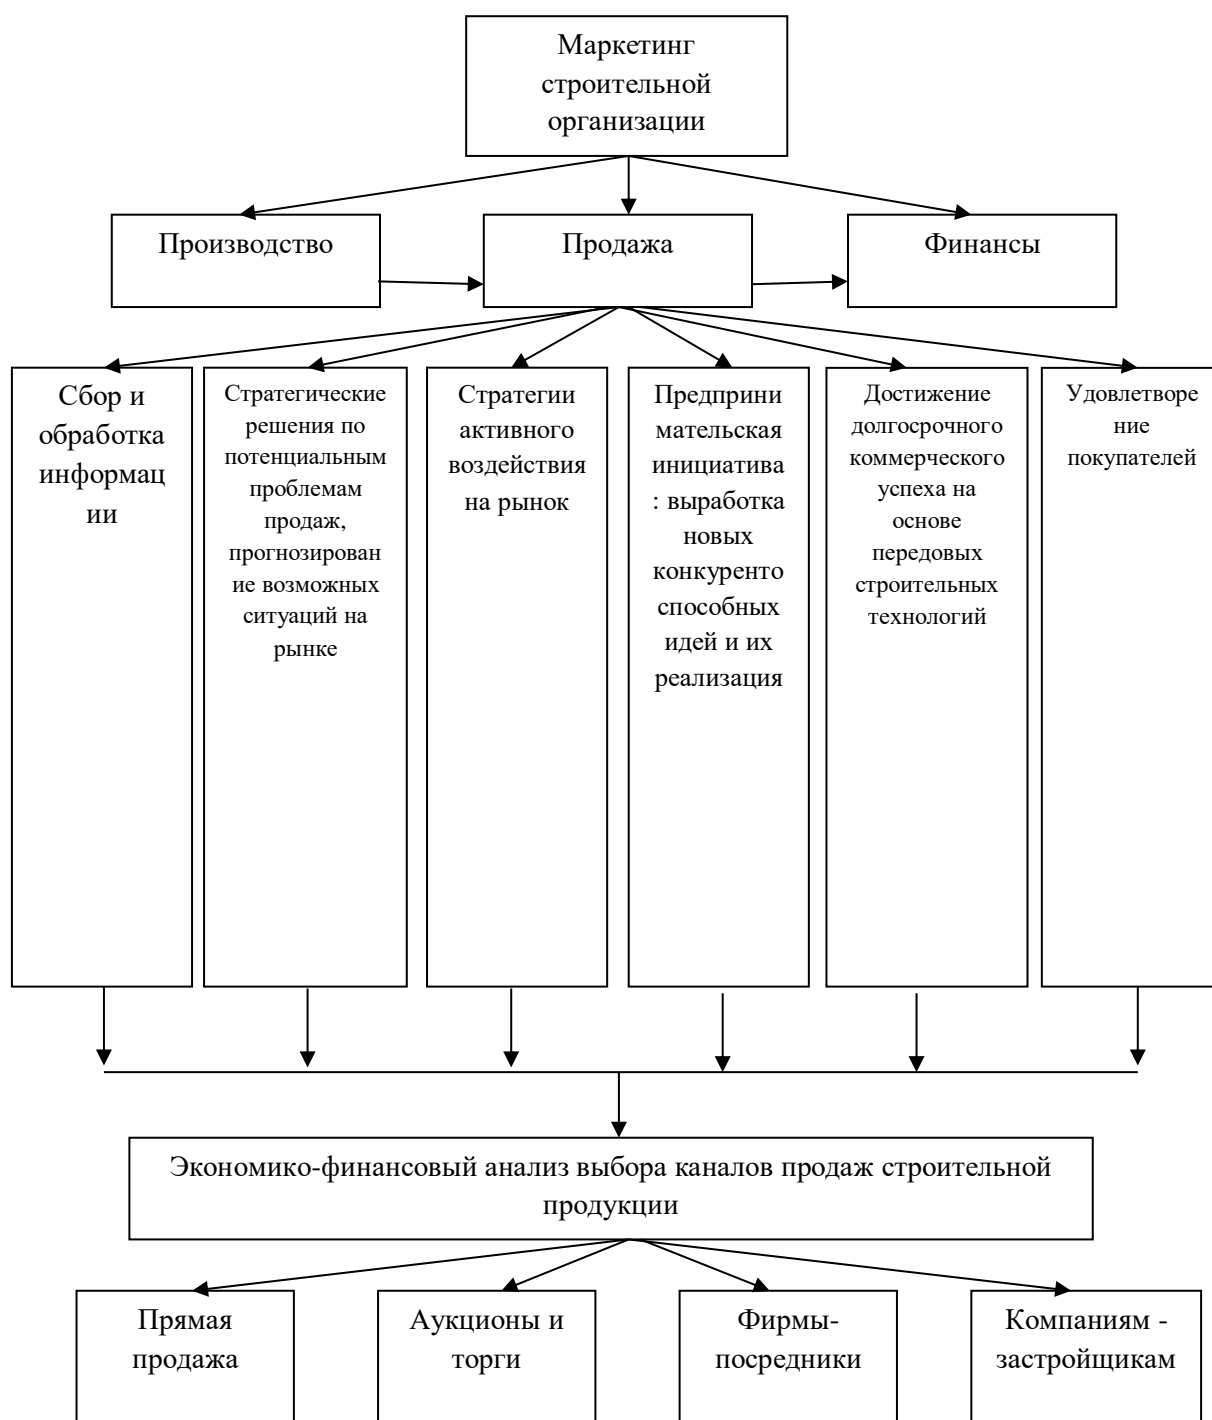 Маркетинг
строительной
организации
Производство
Продажа
Финансы
Сбор и
обработка
информац
ии
Стратегические
решения по
потенциальным
проблемам
продаж,
прогнозирован
ие возможных
ситуаций на
рынке
Стратегии
активного
воздействия
на рынок
Предприни
мательская
инициатива
: выработка
новых
конкуренто
способных
идей и их
реализация
Достижение
долгосрочного
коммерческого
успеха на
основе
передовых
строительных
технологий
Удовлетворе
ние
покупателей
Экономико-финансовый анализ выбора каналов продаж строительной
продукции
Прямая
продажа
Аукционы и
торги
Фирмы-
посредники
Компаниям -
застройщикам